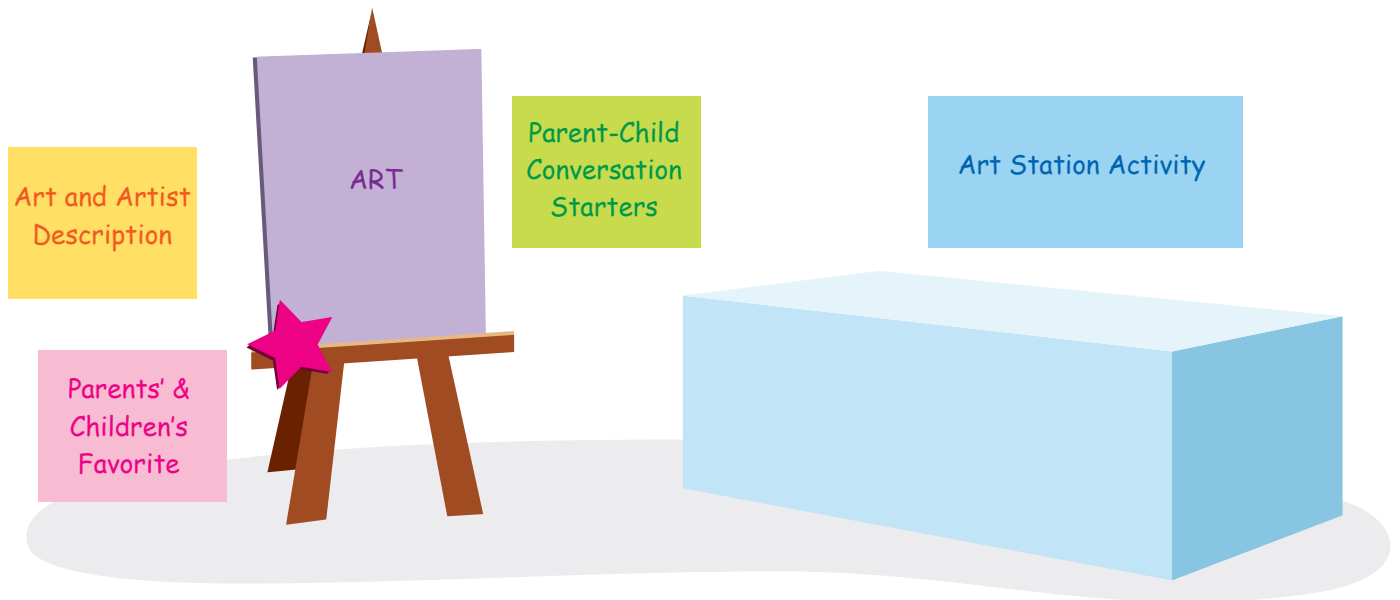 Art and Artist
Description
ART
Parent-Child
Conversation
Starters
Art Station Activity
Parents’ &
Children’s
Favorite